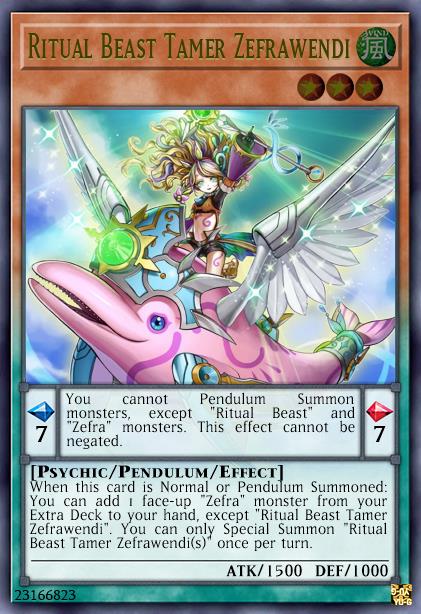 RITUAL BEAST TAMER ZEFRAWENDI
WIND
風
You cannot Pendulum Summon
monsters, except "Ritual Beast" and
"Zefra" monsters. This effect cannot be
negated.
7
7
[PSYCHIC/PENDULUM/EFFECT]
When this card is Normal or Pendulum Summoned:
You can add 1 face-up "Zefra" monster from your
Extra Deck to your hand, except "Ritual Beast Tamer
Zefrawendi". You can only Special Summon "Ritual
Beast Tamer Zefrawendi(s)" once per turn.
ATK/1500 DEF/1000
23166823